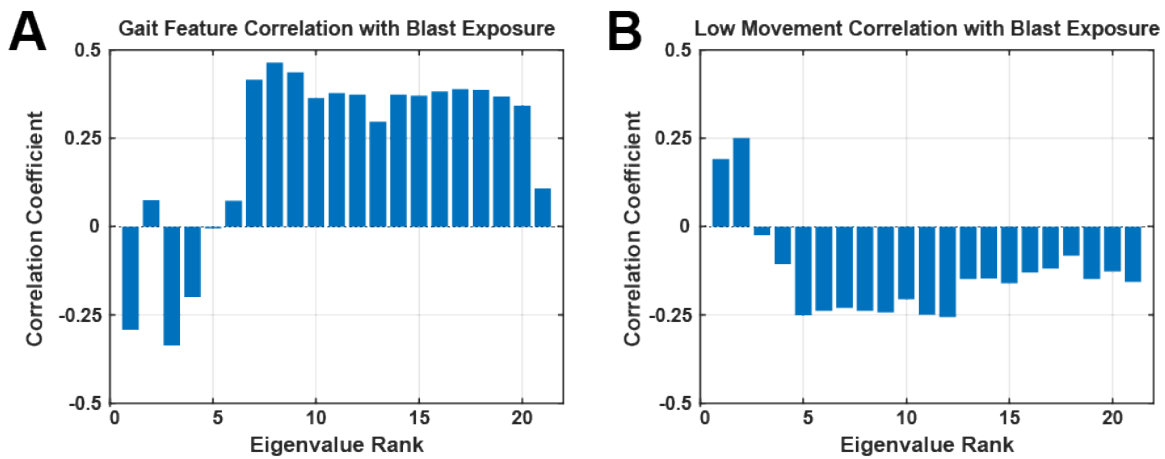 A
Gait Feature Correlation with Blast Exposure
0.5
0.25
0
-0.25
-0.5
Correlation Coefficient
0 5 10 15 20
Eigenvalue Rank
B
Low Movement Correlation with Blast Exposure
0.5
0.25
0
-0.25
-0.5
Correlation Coefficient
0 5 10 15 20
Eigenvalue Rank